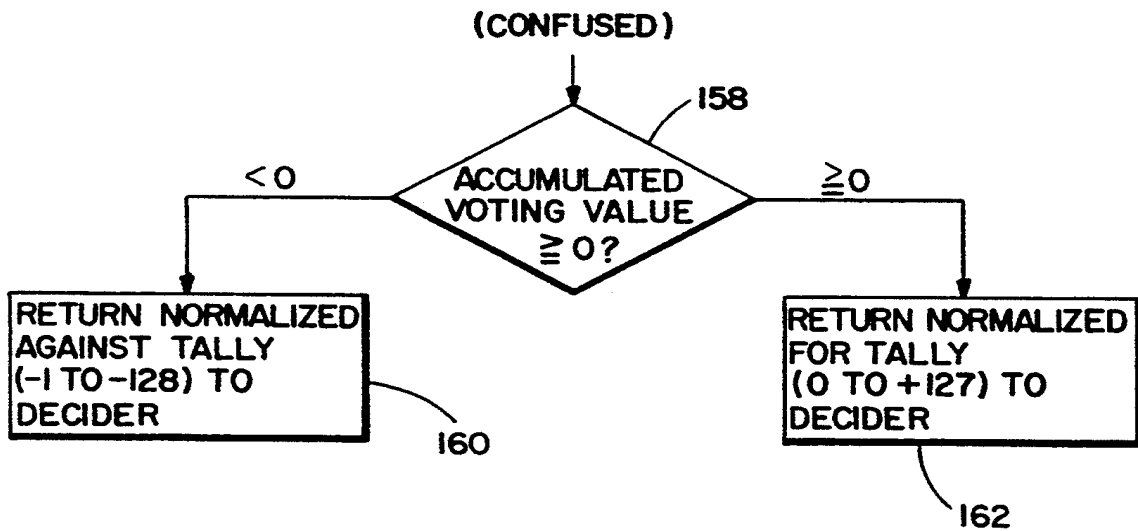 (CONFUSED)
158
<0
ACCUMULATED
VOTING VALUE
≧0?
≧0
RETURN NORMALIZED
AGAINST TALLY
(-1 TO -128) TO
DECIDER
160
RETURN NORMALIZED
FOR TALLY
(0 TO +127) TO
DECIDER
162